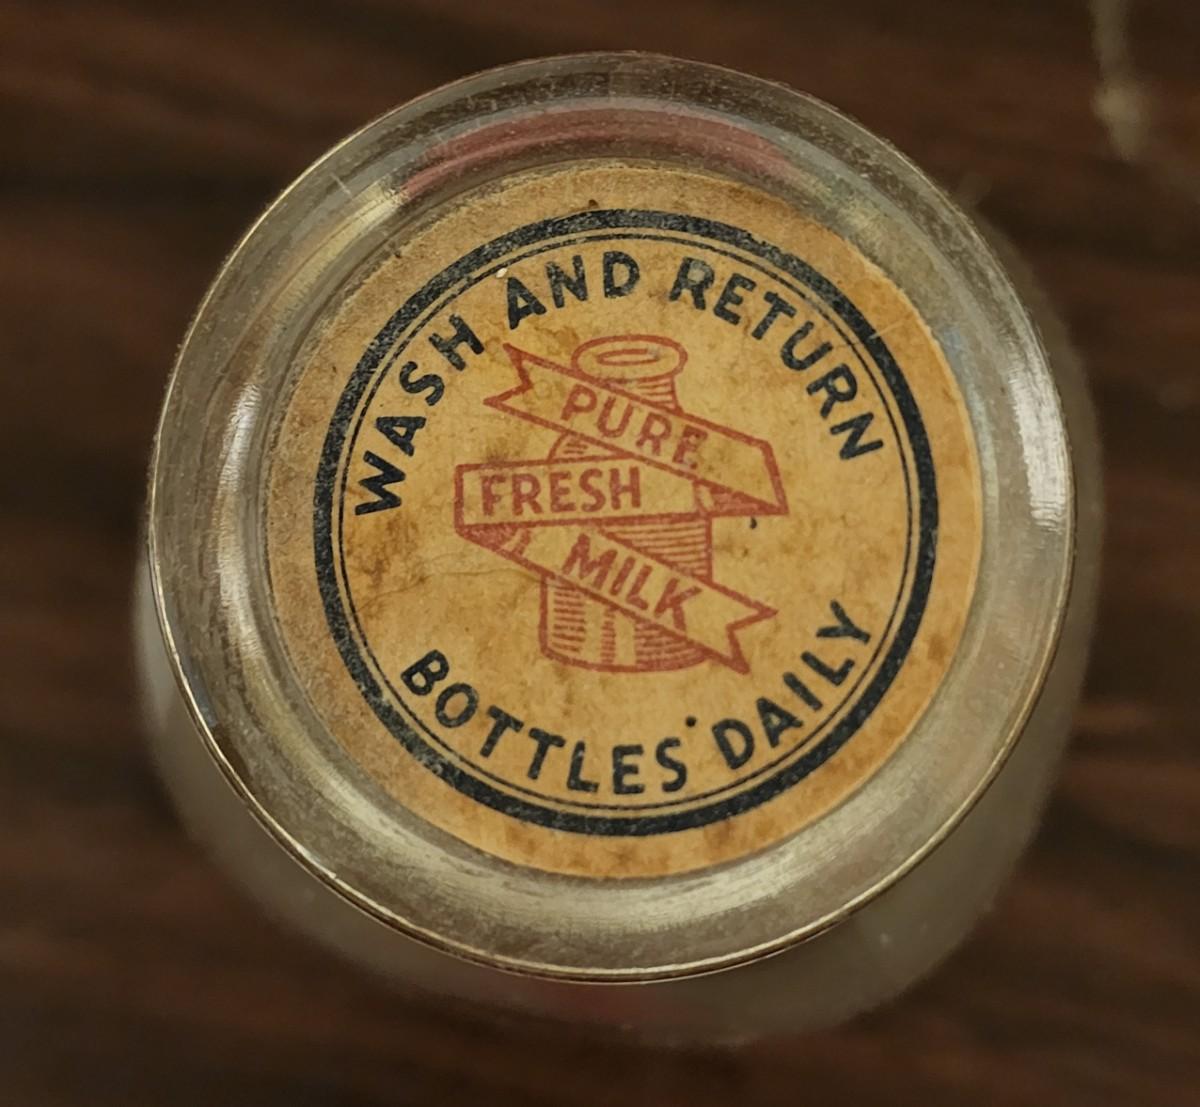 WASH AND RETURN
PURE
FRESH
MILK
BOTTLES DAILY